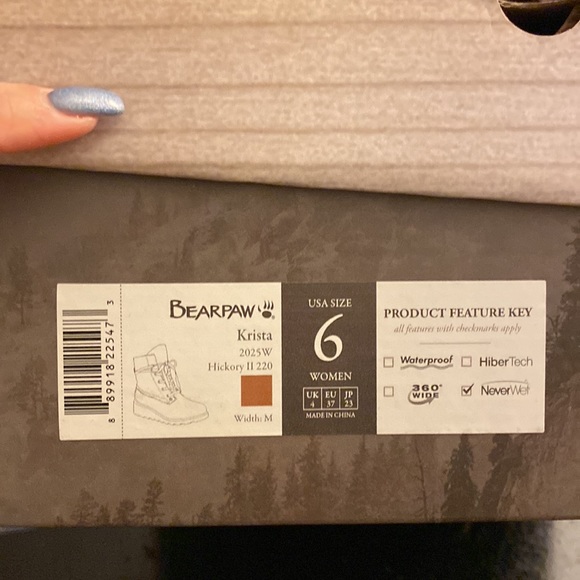 8 89918 22547 3
BEARPAW
Krista
2025W
Hickory II 220
Width: M
USA SIZE
6
WOMEN
UK EU JP
4 37 23
MADE IN CHINA
PRODUCT FEATURE KEY
all features with checkmarks apply
Waterproof HiberTech
360° WIDE NeverWet